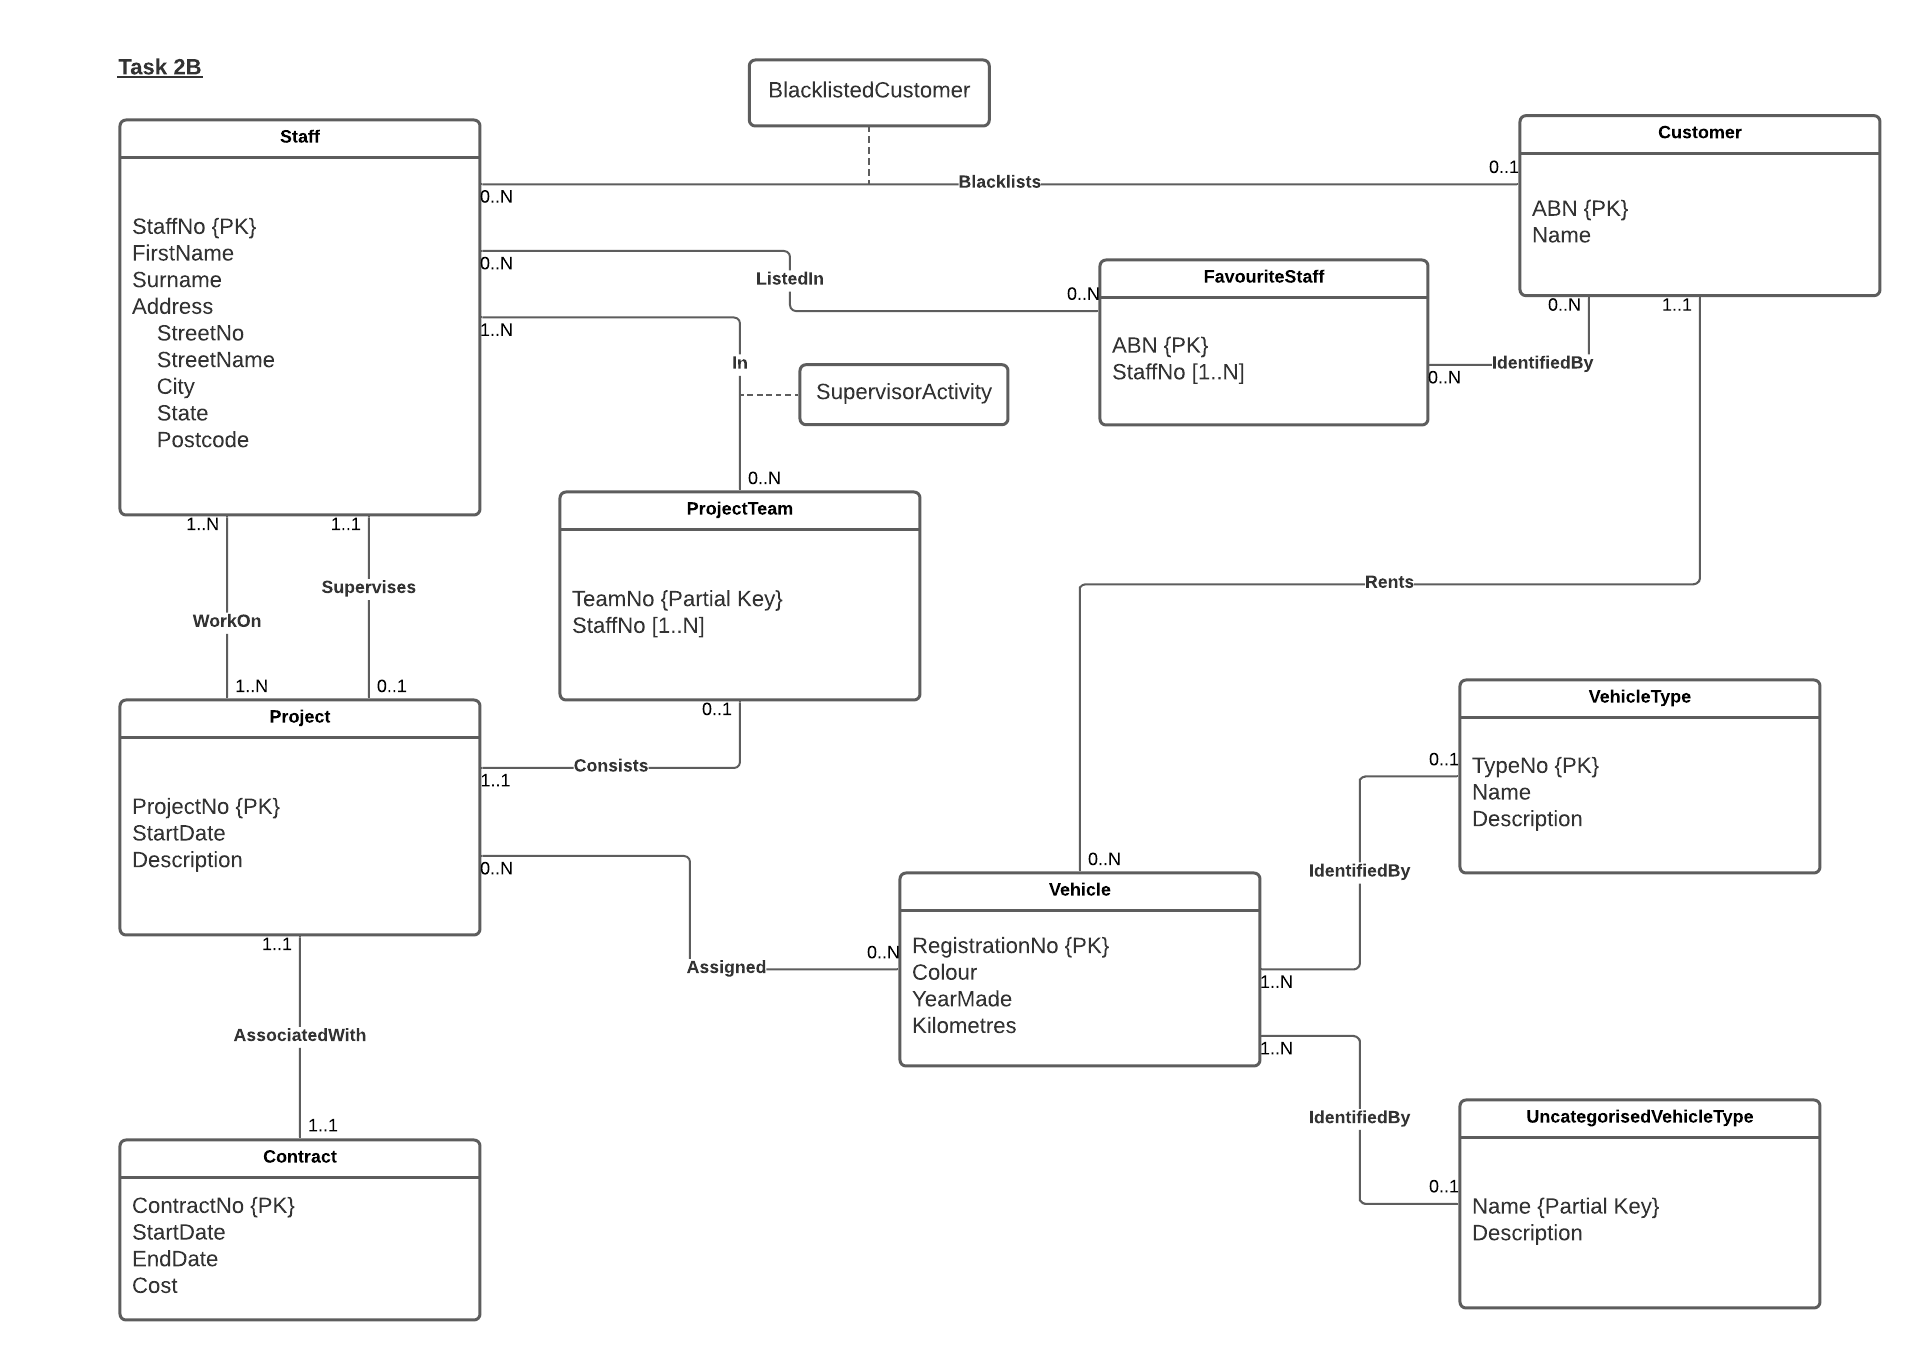 Task 2B
BlacklistedCustomer
Staff
StaffNo {PK}
FirstName
Surname
Address
StreetNo
StreetName
City
State
Postcode
0..N
Blacklists
0..1
Customer
ABN {PK}
Name
0..N
ListedIn
0..N
FavouriteStaff
ABN {PK}
StaffNo [1..N]
0..N
IdentifiedBy
0..N
1..1
1..N
In
SupervisorActivity
0..N
ProjectTeam
TeamNo {Partial Key}
StaffNo [1..N]
0..1
Consists
1..1
1..N
WorkOn
1..N
1..1
Supervises
0..1
Project
ProjectNo {PK}
StartDate
Description
0..N
Assigned
0..N
Rents
0..N
Vehicle
RegistrationNo {PK}
Colour
YearMade
Kilometres
1..N
IdentifiedBy
0..1
VehicleType
TypeNo {PK}
Name
Description
1..N
IdentifiedBy
0..1
UncategorisedVehicleType
Name {Partial Key}
Description
1..1
AssociatedWith
1..1
Contract
ContractNo {PK}
StartDate
EndDate
Cost